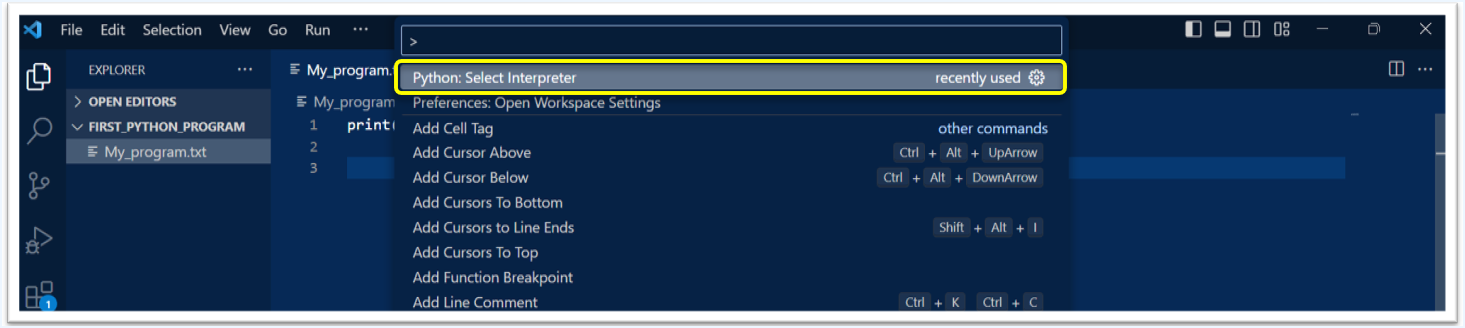 File Edit Selection View Go Run ···
>
EXPLORER ···
OPEN EDITORS
FIRST_PYTHON_PROGRAM
My_program.txt
My_program.
My_program
1 print(
2
3
Python: Select Interpreter recently used
Preferences: Open Workspace Settings
Add Cell Tag other commands
Add Cursor Above Ctrl + Alt + UpArrow
Add Cursor Below Ctrl + Alt + DownArrow
Add Cursors To Bottom
Add Cursors to Line Ends Shift + Alt + I
Add Cursors To Top
Add Function Breakpoint
Add Line Comment Ctrl + K Ctrl + C
1